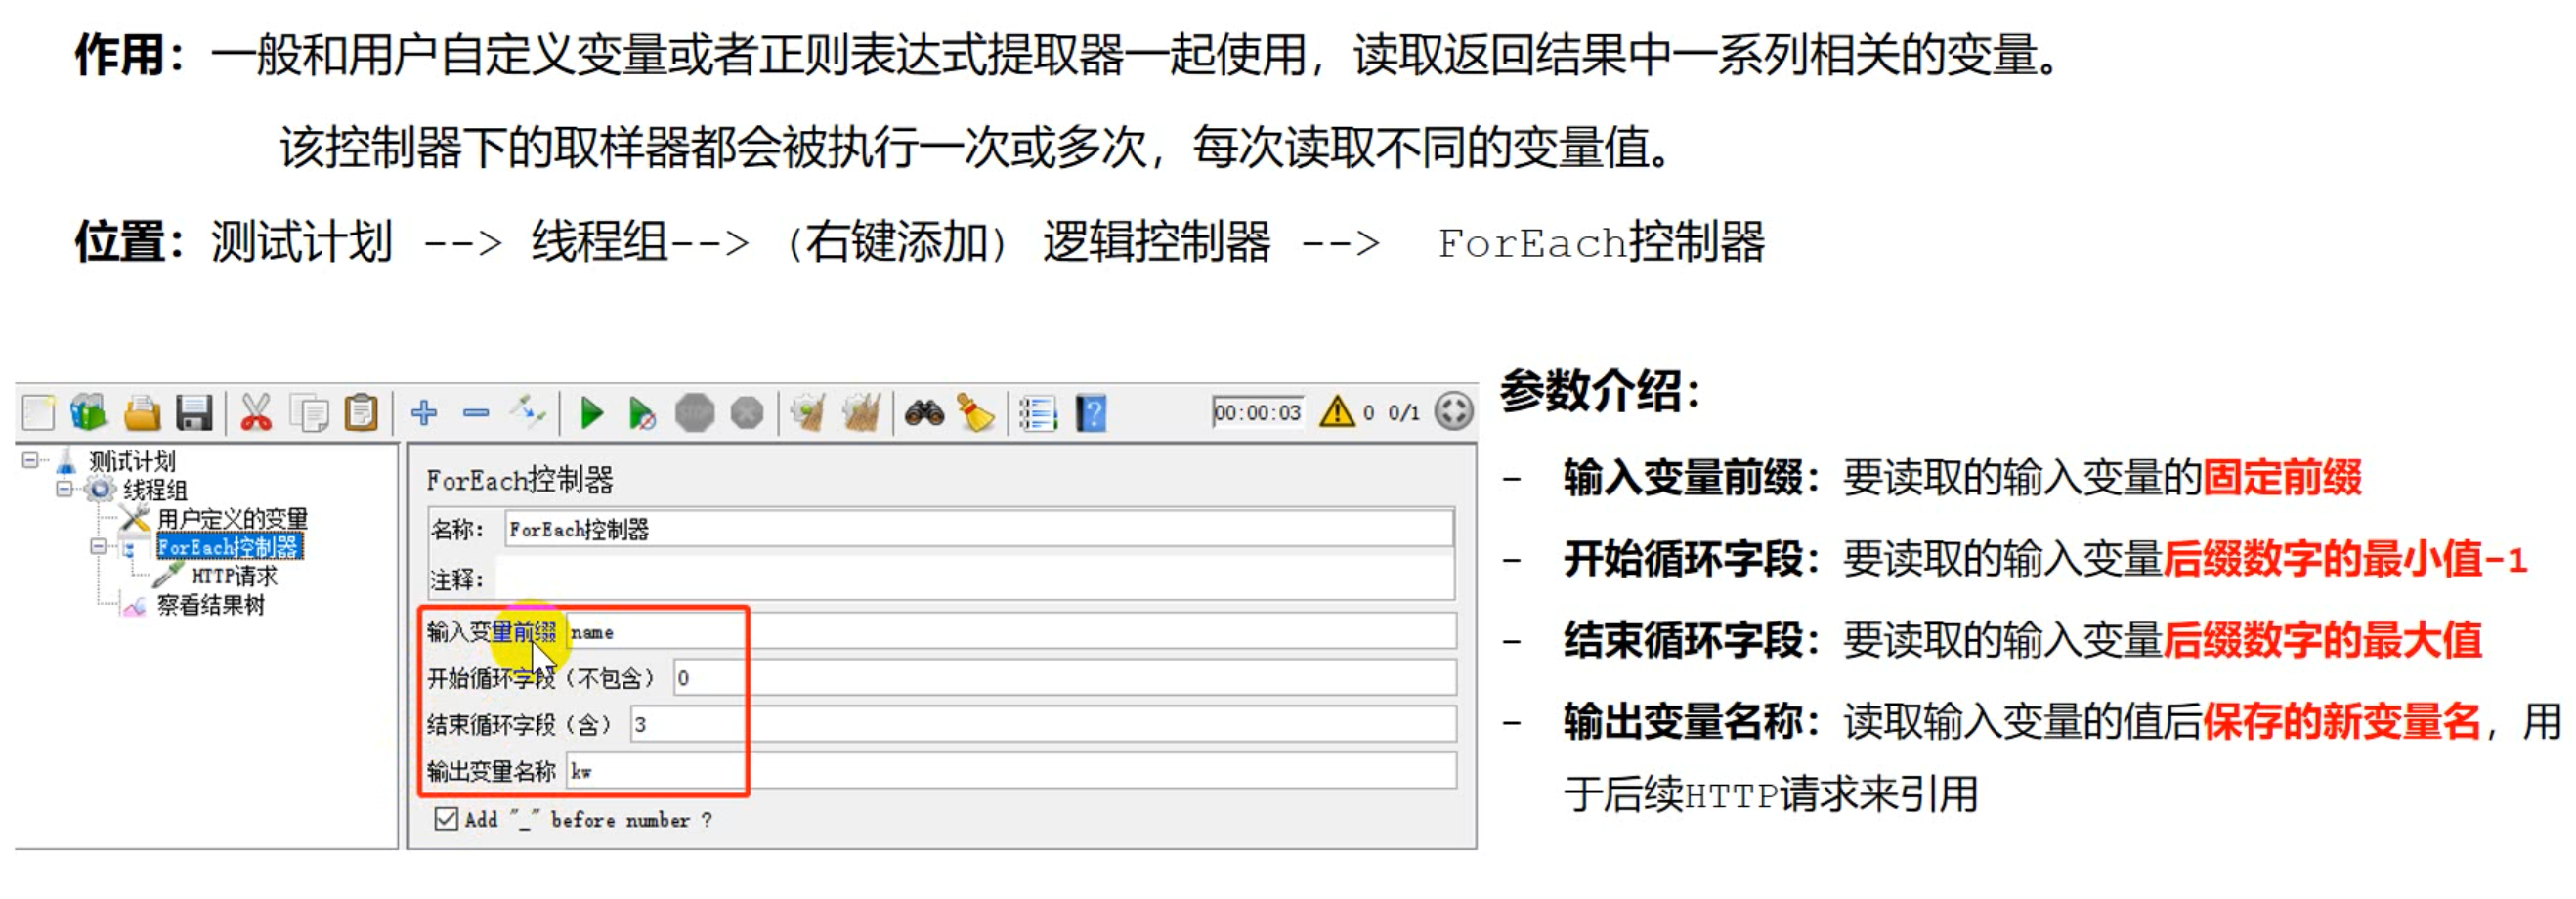 作用：一般和用户自定义变量或者正则表达式提取器一起使用，读取返回结果中一系列相关的变量。
该控制器下的取样器都会被执行一次或多次，每次读取不同的变量值。
位置：测试计划 --> 线程组--> （右键添加） 逻辑控制器 --> ForEach控制器
00:00:03 0 0/1
测试计划
线程组
用户定义的变量
ForEach控制器
HTTP请求
察看结果树
ForEach控制器
名称： ForEach控制器
注释：
输入变量前缀 name
开始循环字段（不包含） 0
结束循环字段（含） 3
输出变量名称 kw
Add "_" before number ?
参数介绍：
- 输入变量前缀：要读取的输入变量的固定前缀
- 开始循环字段：要读取的输入变量后缀数字的最小值-1
- 结束循环字段：要读取的输入变量后缀数字的最大值
- 输出变量名称：读取输入变量的值后保存的新变量名，用
于后续HTTP请求来引用